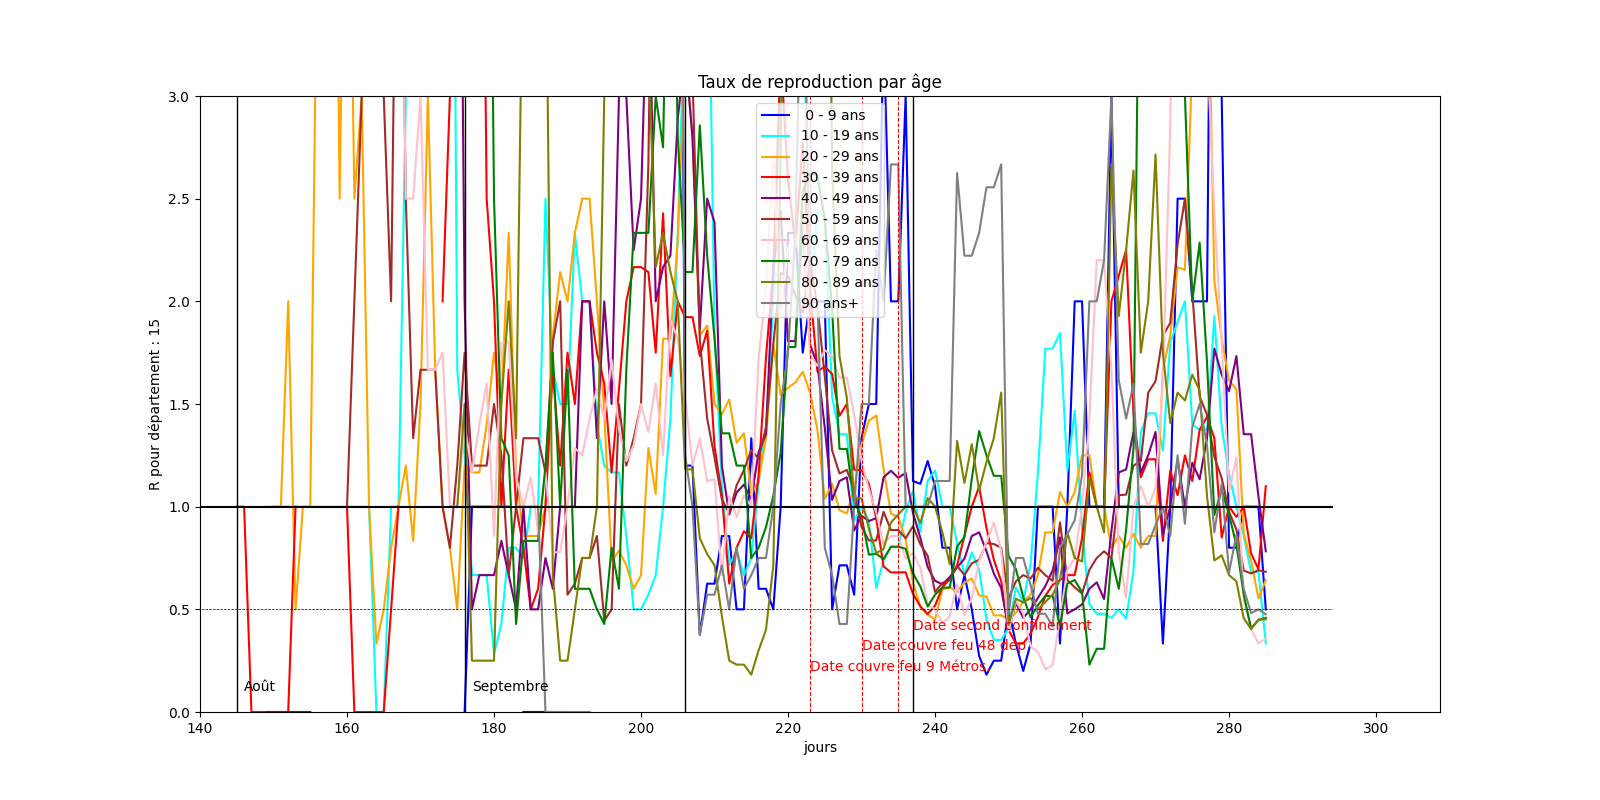 Taux de reproduction par âge
R pour département : 15
3.0
2.5
2.0
1.5
1.0
0.5
0.0
0 - 9 ans
10 - 19 ans
20 - 29 ans
30 - 39 ans
40 - 49 ans
50 - 59 ans
60 - 69 ans
70 - 79 ans
80 - 89 ans
90 ans+
Date second confinement
Date couvre feu 48 dep
Date couvre feu 9 Métros
Août
Septembre
140
160
180
200
220
240
260
280
300
jours